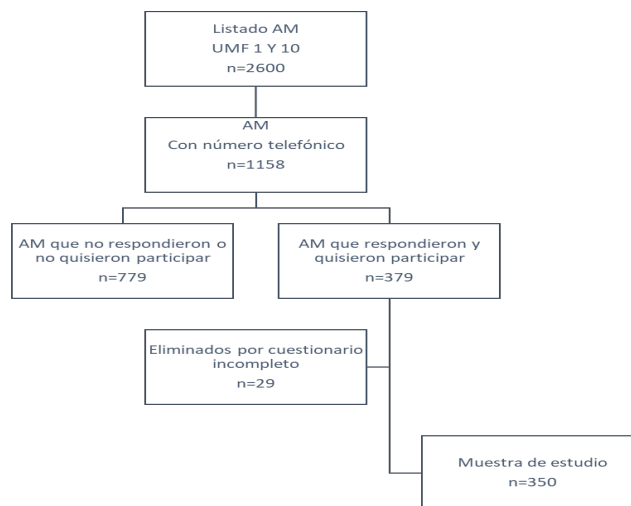 Listado AM
UMF 1 Y 10
n=2600
AM
Con número telefónico
n=1158
AM que no respondieron o
no quisieron participar
n=779
AM que respondieron y
quisieron participar
n=379
Eliminados por cuestionario
incompleto
n=29
Muestra de estudio
n=350